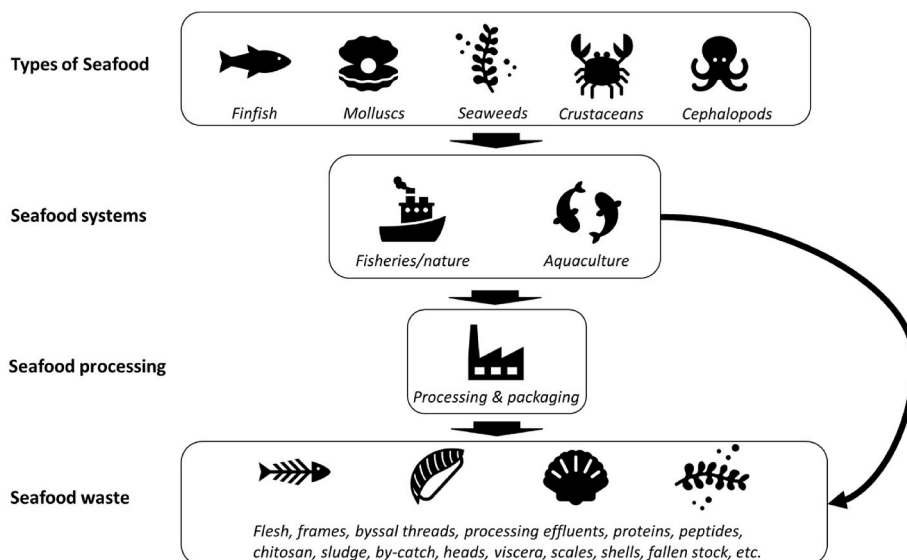 Types of Seafood
Finfish
Molluscs
Seaweeds
Crustaceans
Cephalopods
Seafood systems
Fisheries/nature
Aquaculture
Seafood processing
Processing & packaging
Seafood waste
Flesh, frames, byssal threads, processing effluents, proteins, peptides,
chitosan, sludge, by-catch, heads, viscera, scales, shells, fallen stock, etc.